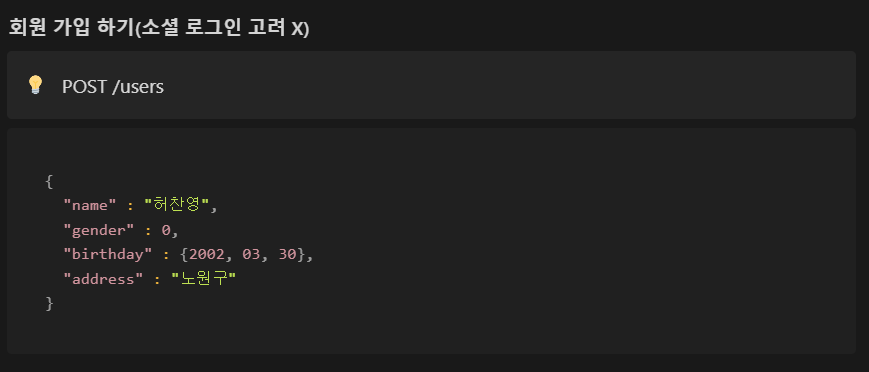 회원 가입 하기(소셜 로그인 고려 X)
POST /users
{
"name" : "허찬영",
"gender" : 0,
"birthday" : {2002, 03, 30},
"address" : "노원구"
}